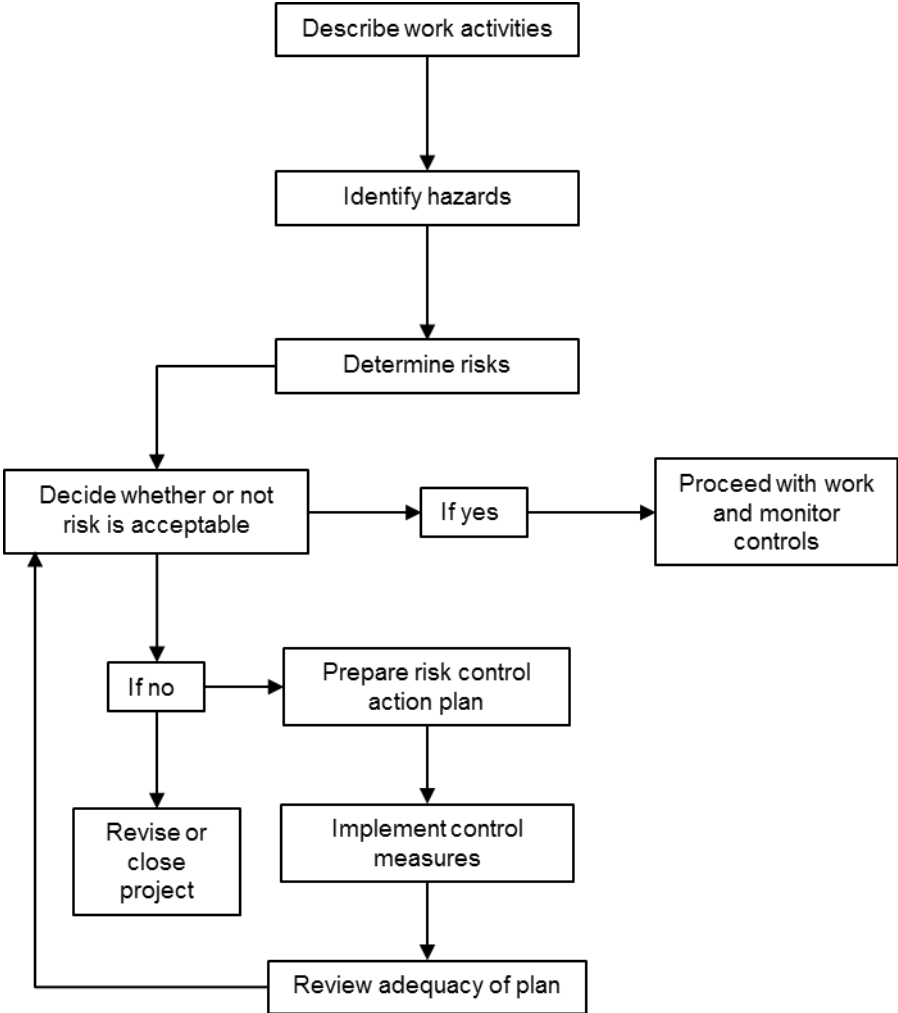 Describe work activities
Identify hazards
Determine risks
Decide whether or not
risk is acceptable
If yes
Proceed with work
and monitor
controls
If no
Prepare risk control
action plan
Revise or
close
project
Implement control
measures
Review adequacy of plan